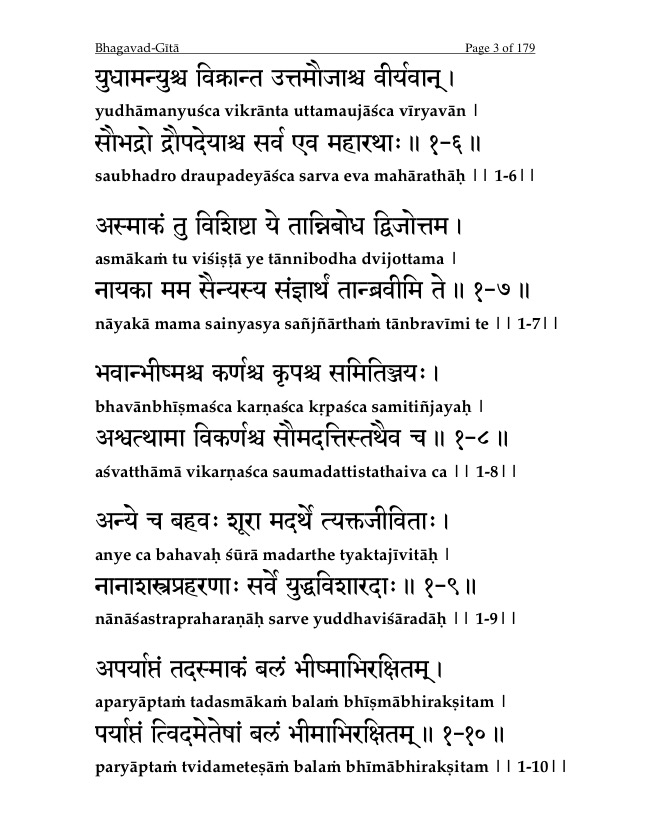 Bhagavad-Gītā Page 3 of 179
युधामन्युश्च विक्रान्त उत्तमौजाश्च वीर्यवान् ।
yudhāmanyuśca vikrānta uttamaujāśca vīryavān |
सौभद्रो द्रौपदेयाश्च सर्व एव महारथाः ॥ १-६ ॥
saubhadro draupadeyāśca sarva eva mahārathāḥ || 1-6||
अस्माकं तु विशिष्टा ये तान्निबोध द्विजोत्तम ।
asmākaṁ tu viśiṣṭā ye tānnibodha dvijottama |
नायका मम सैन्यस्य संज्ञार्थं तान्ब्रवीमि ते ॥ १-७ ॥
nāyakā mama sainyasya sañjñārthaṁ tānbravīmi te || 1-7||
भवान्भीष्मश्च कर्णश्च कृपश्च समितिञ्जयः ।
bhavānbhīṣmaśca karṇaśca kṛpaśca samitiñjayaḥ |
अश्वत्थामा विकर्णश्च सौमदत्तिस्तथैव च ॥ १-८ ॥
aśvatthāmā vikarṇaśca saumadattistathaiva ca || 1-8||
अन्ये च बहवः शूरा मदर्थे त्यक्तजीविताः ।
anye ca bahavaḥ śūrā madarthe tyaktajīvitāḥ |
नानाशस्त्रप्रहरणाः सर्वे युद्धविशारदाः ॥ १-९ ॥
nānāśastrapraharaṇāḥ sarve yuddhaviśāradāḥ || 1-9||
अपर्याप्तं तदस्माकं बलं भीष्माभिरक्षितम् ।
aparyāptaṁ tadasmākaṁ balaṁ bhīṣmābhirakṣitam |
पर्याप्तं त्विदमेतेषां बलं भीमाभिरक्षितम् ॥ १-१० ॥
paryāptaṁ tvidameteṣāṁ balaṁ bhīmābhirakṣitam || 1-10||